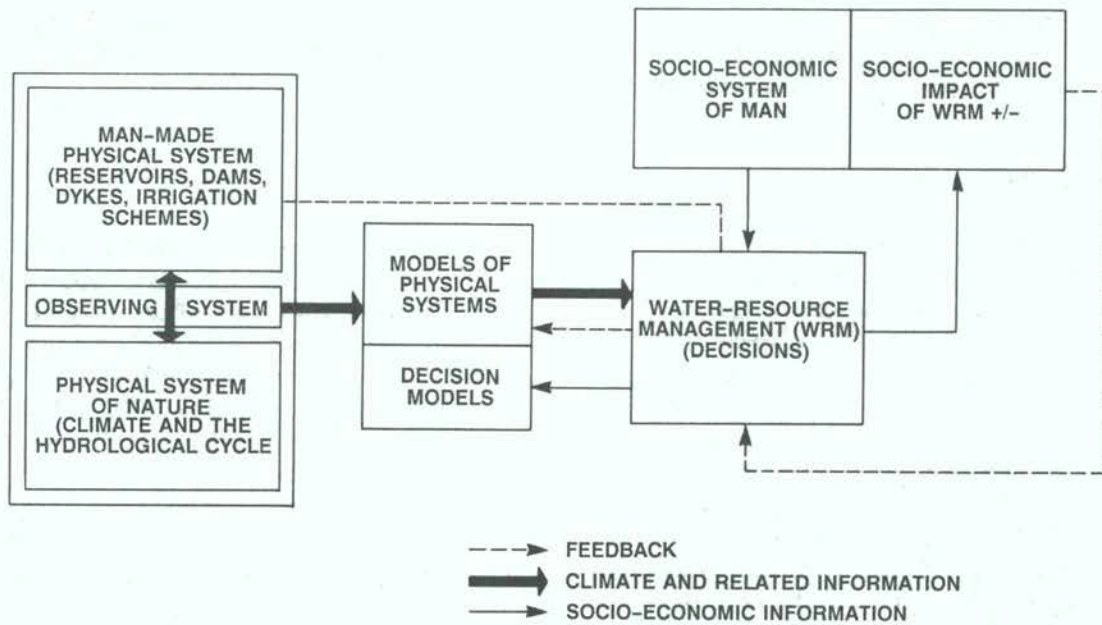 MAN-MADE
PHYSICAL SYSTEM
(RESERVOIRS, DAMS,
DYKES, IRRIGATION
SCHEMES)
OBSERVING SYSTEM
PHYSICAL SYSTEM
OF NATURE
(CLIMATE AND THE
HYDROLOGICAL CYCLE
MODELS OF
PHYSICAL
SYSTEMS
DECISION
MODELS
SOCIO-ECONOMIC
SYSTEM
OF MAN
SOCIO-ECONOMIC
IMPACT
OF WRM +/-
WATER-RESOURCE
MANAGEMENT (WRM)
(DECISIONS)
FEEDBACK
CLIMATE AND RELATED INFORMATION
SOCIO-ECONOMIC INFORMATION